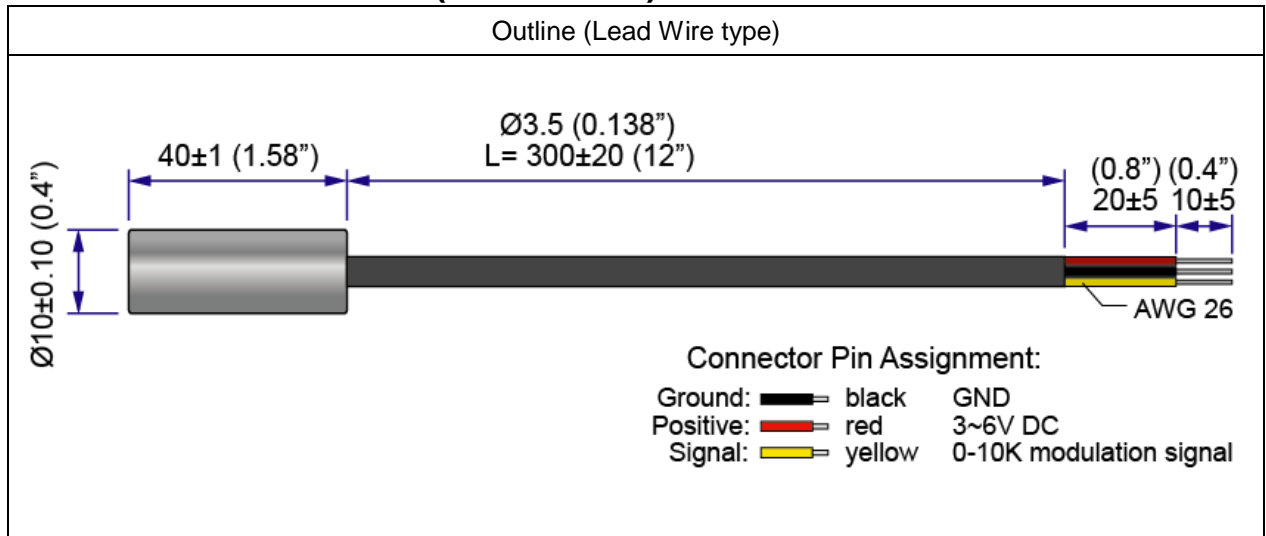 Outline (Lead Wire type)
Ø3.5 (0.138”)
L= 300±20 (12”)
40±1 (1.58”)
(0.8”) (0.4”)
20±5 10±5
Ø10±0.10 (0.4”)
AWG 26
Connector Pin Assignment:
Ground: black GND
Positive: red 3~6V DC
Signal: yellow 0-10K modulation signal